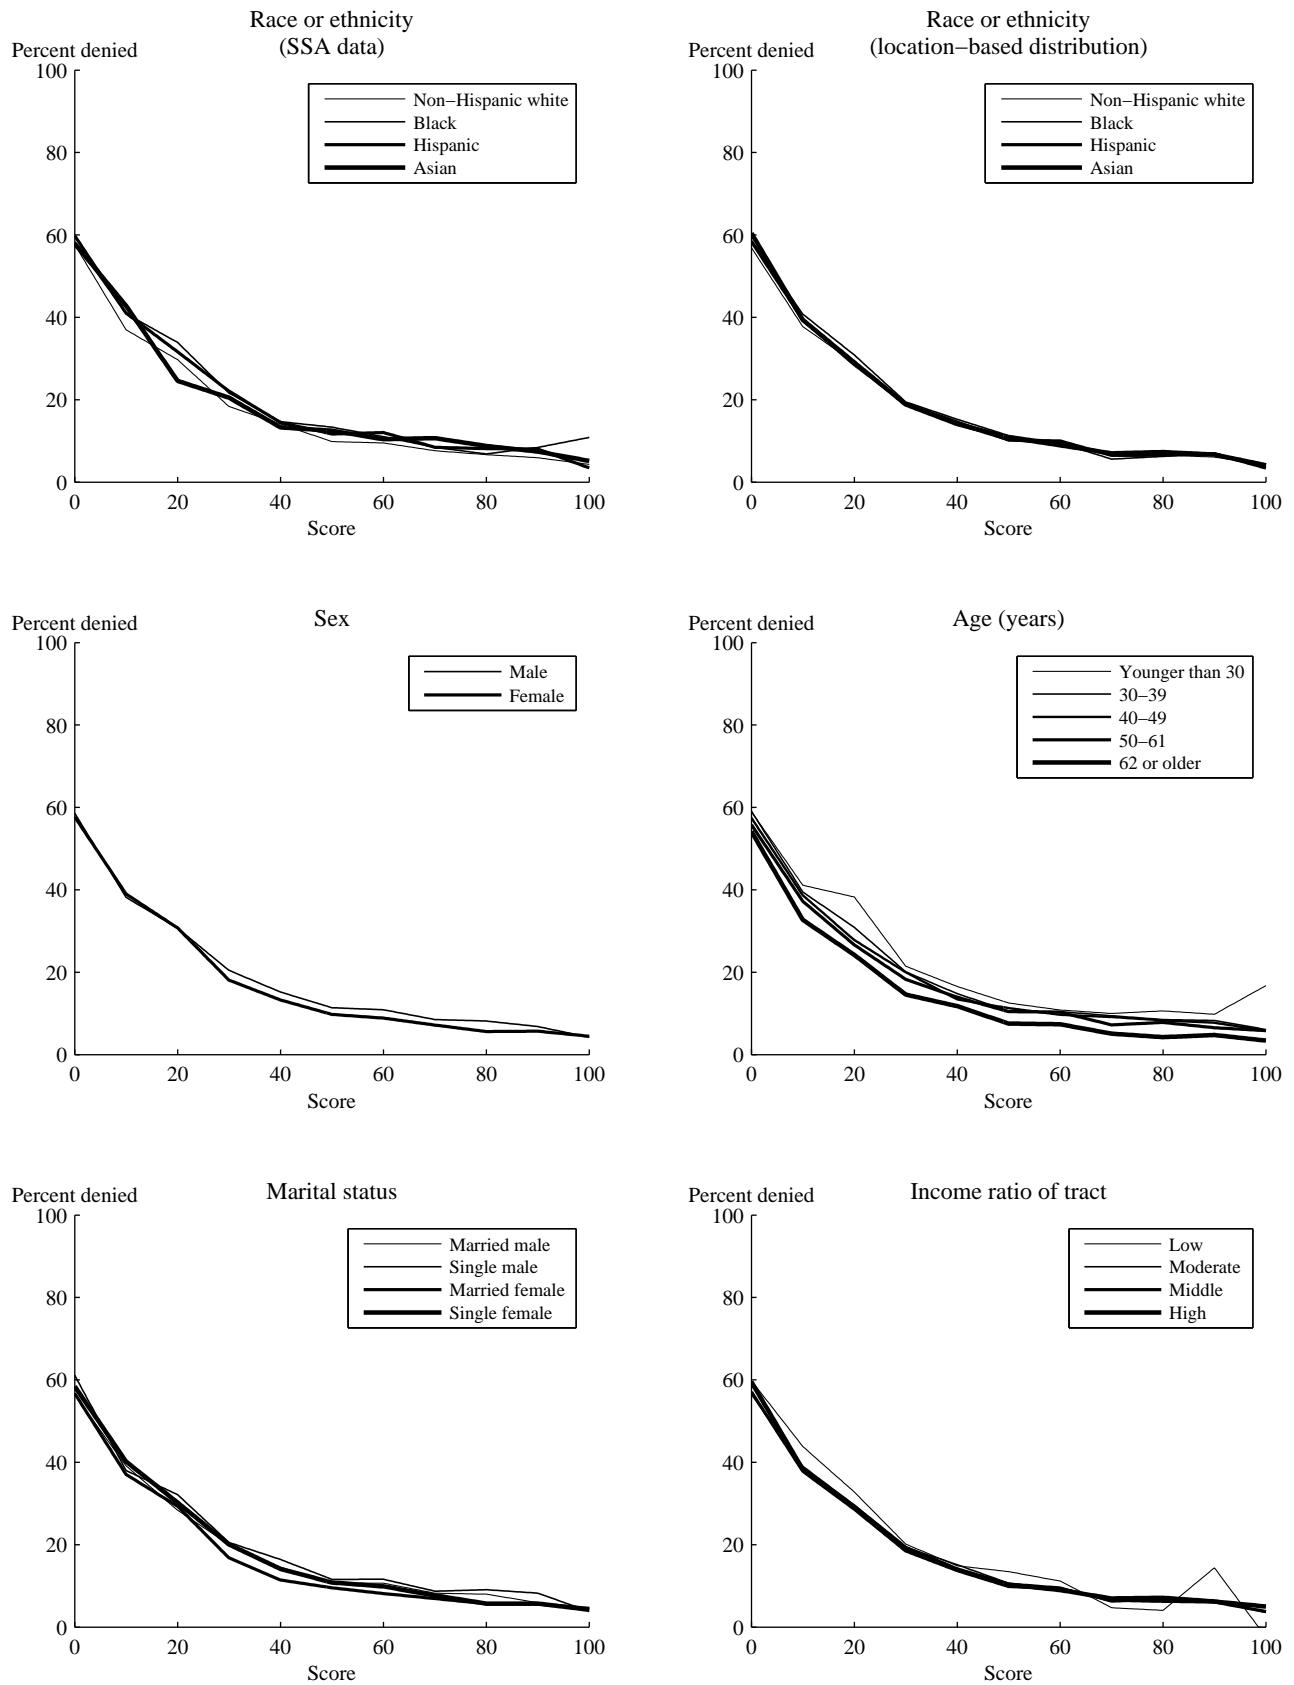 Race or ethnicity
(SSA data)
Percent denied
100
80
60
40
20
0
Non−Hispanic white
Black
Hispanic
Asian
0 20 40 60 80 100
Score
Race or ethnicity
(location−based distribution)
Percent denied
100
80
60
40
20
0
Non−Hispanic white
Black
Hispanic
Asian
0 20 40 60 80 100
Score
Sex
Percent denied
100
80
60
40
20
0
Male
Female
0 20 40 60 80 100
Score
Age (years)
Percent denied
100
80
60
40
20
0
Younger than 30
30−39
40−49
50−61
62 or older
0 20 40 60 80 100
Score
Marital status
Percent denied
100
80
60
40
20
0
Married male
Single male
Married female
Single female
0 20 40 60 80 100
Score
Income ratio of tract
Percent denied
100
80
60
40
20
0
Low
Moderate
Middle
High
0 20 40 60 80 100
Score